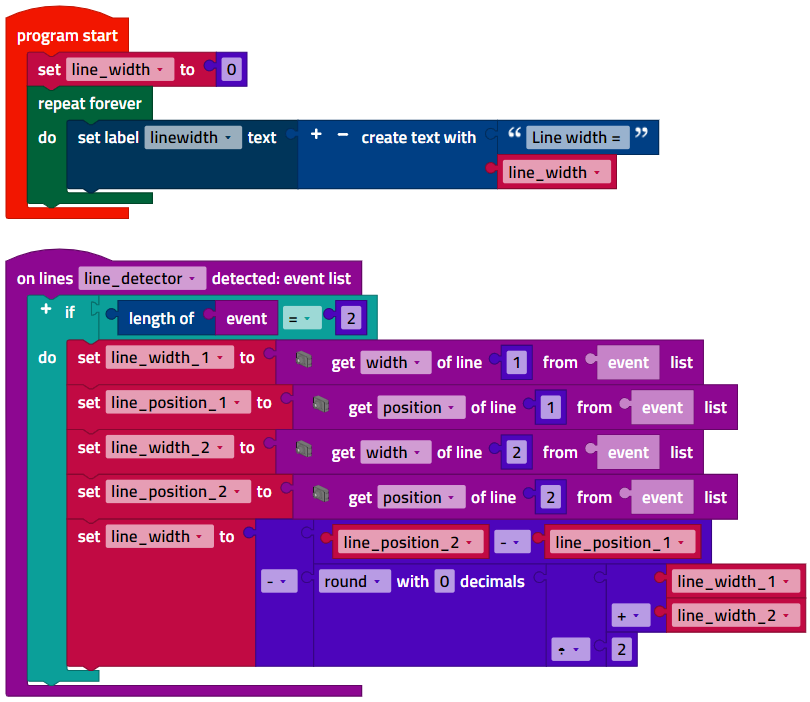 program start
set line_width to 0
repeat forever
do set label linewidth text + − create text with “ Line width = ”
line_width
on lines line_detector detected: event list
+ if length of event = 2
do set line_width_1 to get width of line 1 from event list
set line_position_1 to get position of line 1 from event list
set line_width_2 to get width of line 2 from event list
set line_position_2 to get position of line 2 from event list
set line_width to line_position_2 - line_position_1
- round with 0 decimals line_width_1
+ line_width_2
÷ 2